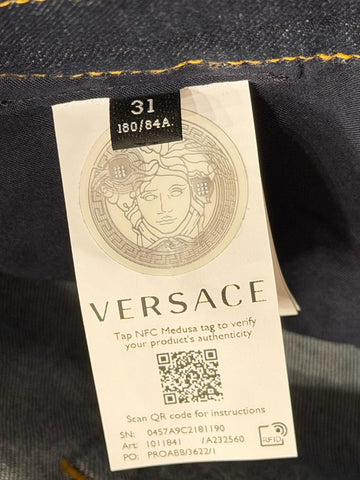 31
180/84A.
VERSACE
Tap NFC Medusa tag to verify
your product's authenticity
Scan QR code for instructions
SN: 0457A9C2181190
Art: 1011841 /A232560
PO: PROABB/3622/1
RFID